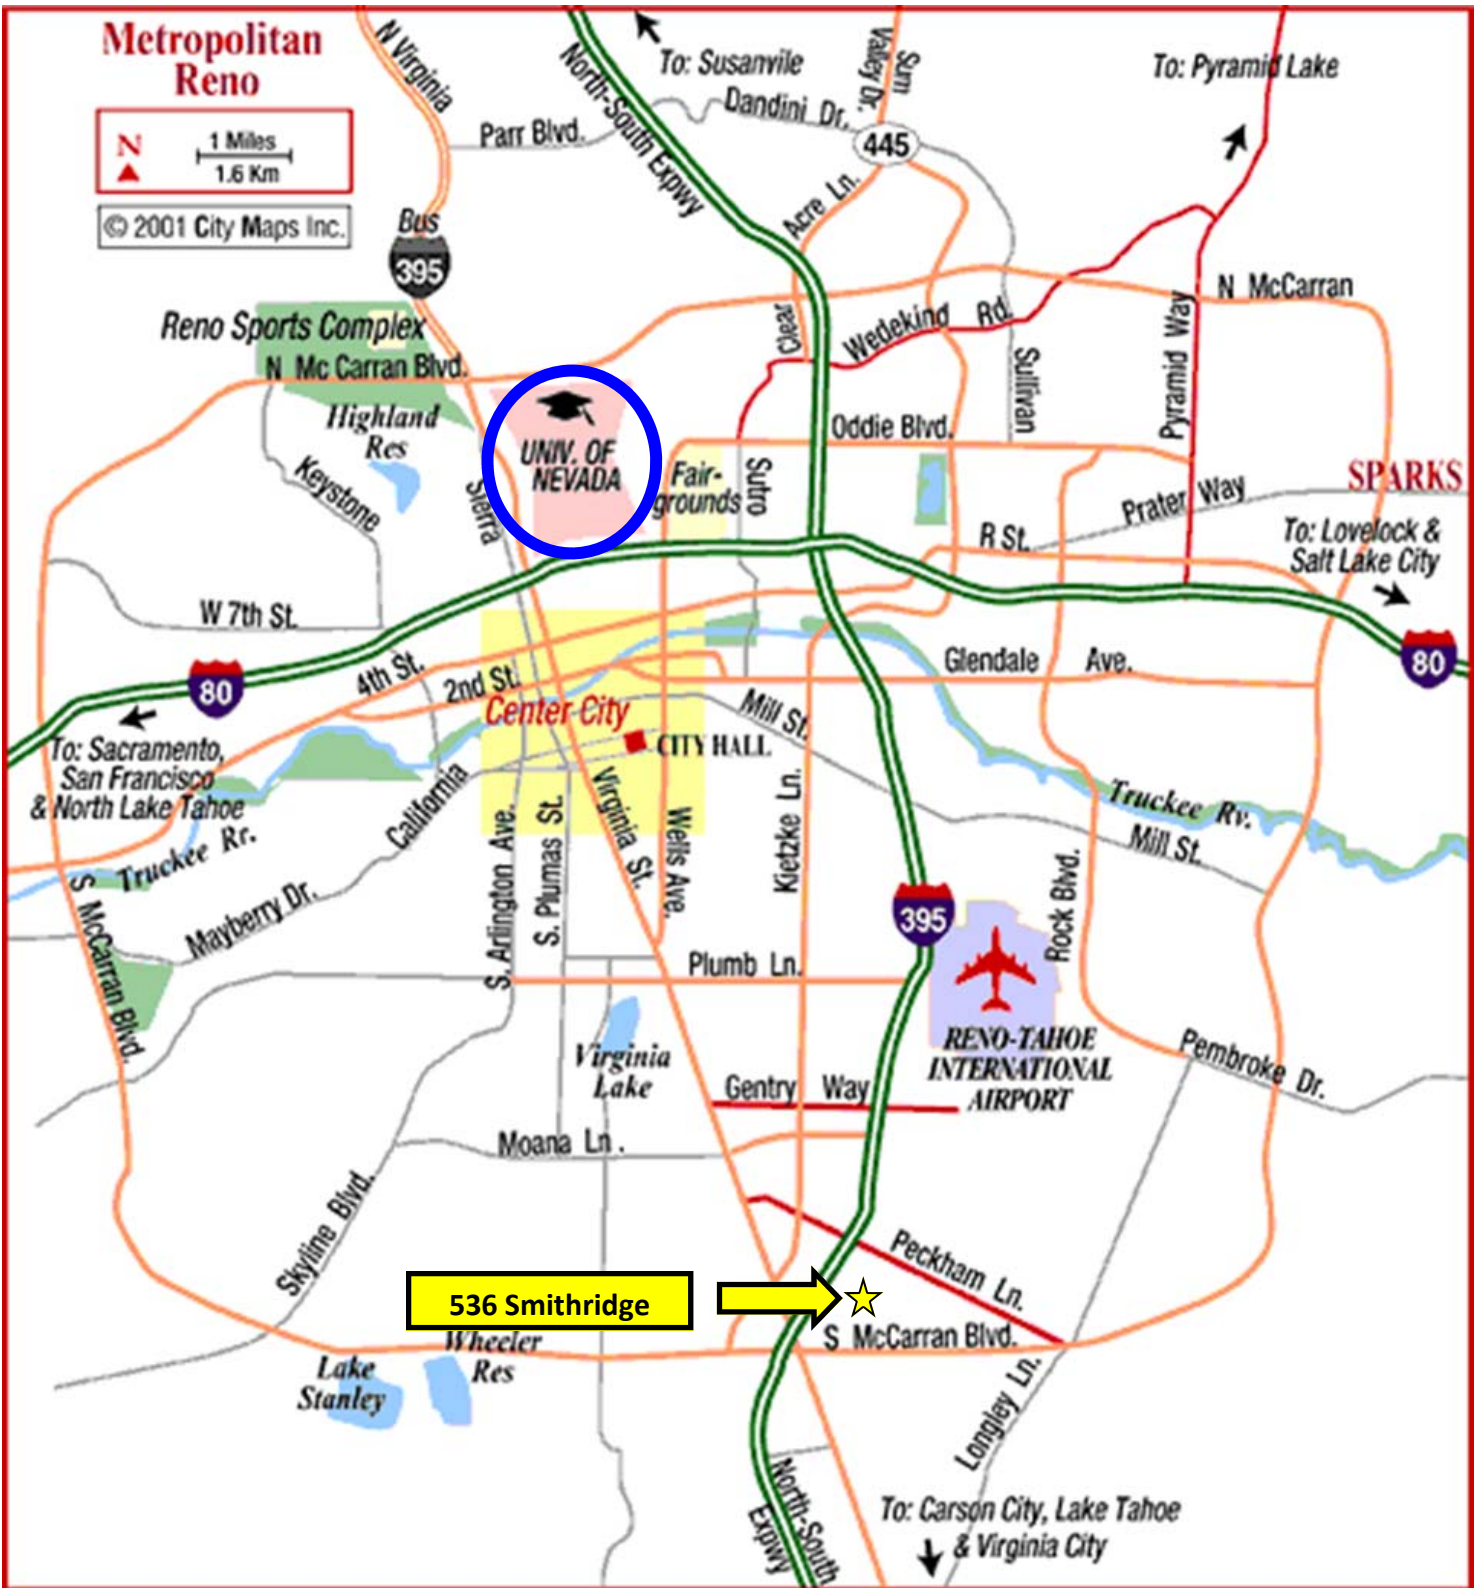 Metropolitan
Reno
N
1 Miles
1.6 Km
© 2001 City Maps Inc.
N Virginia
North-South Expwy
To: Susanvile
Sum
Valley Dr.
To: Pyramid Lake
Dandini Dr.
Parr Blvd.
445
Acre Ln.
Bus
395
N McCarran
Reno Sports Complex
Clear
Wedekind Rd.
Pyramid Way
N Mc Carran Blvd.
Sullivan
Highland
Res
UNIV. OF
NEVADA
Oddie Blvd.
Fair-
grounds
Sutro
SPARKS
Keystone
Sierra
Prater Way
R St.
To: Lovelock &
Salt Lake City
W 7th St.
80
80
4th St.
2nd St.
Glendale Ave.
Center City
Mill St.
CITY HALL
To: Sacramento,
San Francisco
& North Lake Tahoe
California
Virginia St.
Kietzke Ln.
Truckee Rv.
Truckee Rr.
Mill St.
S. Arlington Ave.
S. Plumas St.
Wells Ave.
Rock Blvd.
S McCarran Blvd.
Mayberry Dr.
395
Plumb Ln.
RENO-TAHOE
INTERNATIONAL
AIRPORT
Virginia
Lake
Pembroke Dr.
Gentry Way
Moana Ln.
Skyline Blvd.
Peckham Ln.
536 Smithridge
S McCarran Blvd.
Wheeler
Res
Lake
Stanley
Longley Ln.
North-South
Expwy
To: Carson City, Lake Tahoe
& Virginia City